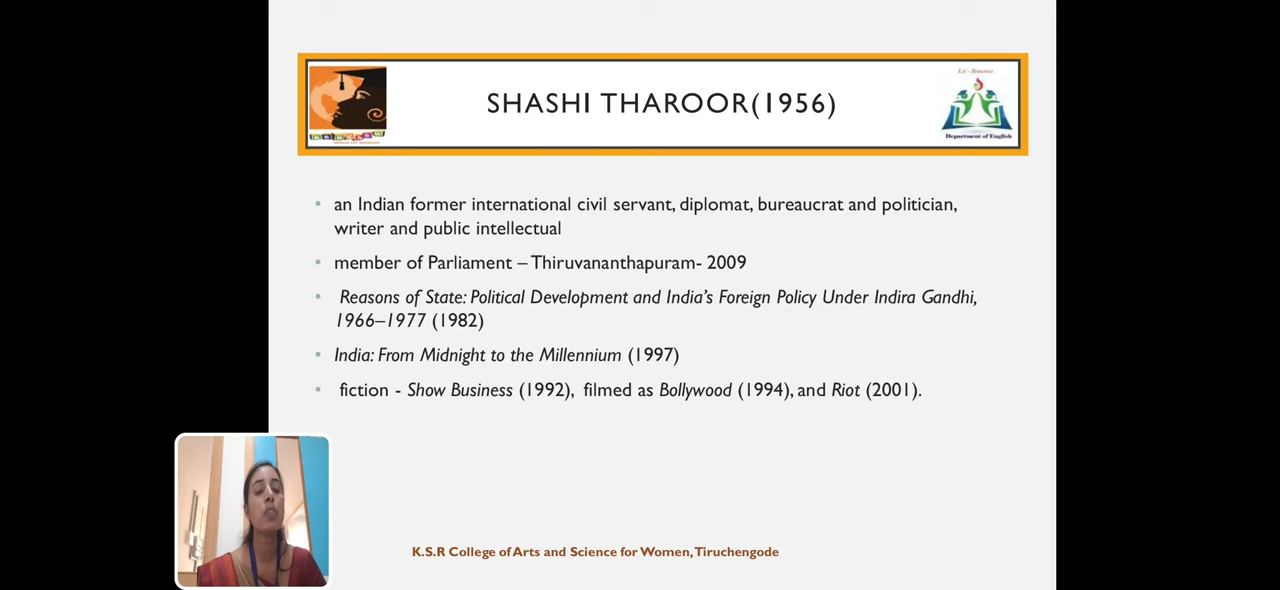 SHASHI THAROOR(1956)
Department of English
• an Indian former international civil servant, diplomat, bureaucrat and politician,
writer and public intellectual
• member of Parliament – Thiruvananthapuram- 2009
• Reasons of State: Political Development and India’s Foreign Policy Under Indira Gandhi,
1966–1977 (1982)
• India: From Midnight to the Millennium (1997)
• fiction - Show Business (1992), filmed as Bollywood (1994), and Riot (2001).
K.S.R College of Arts and Science for Women, Tiruchengode